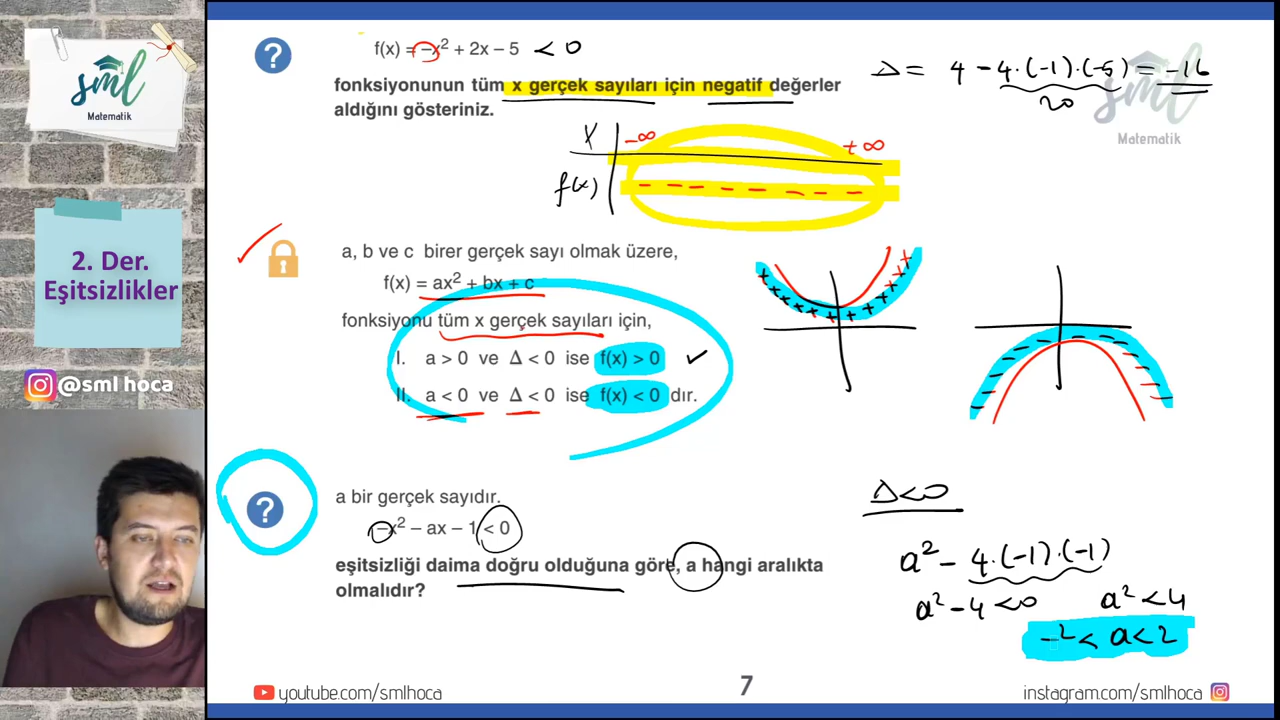 sml
Matematik
2. Der.
Eşitsizlikler
@sml hoca
f(x) = −x² + 2x − 5 < 0
fonksiyonunun tüm x gerçek sayıları için negatif değerler
aldığını gösteriniz.
Δ = 4 − 4.(−1).(−5) = −16
20
sml
Matematik
x −∞ +∞
f(x) − − − − − − − −
a, b ve c birer gerçek sayı olmak üzere,
f(x) = ax² + bx + c
fonksiyonu tüm x gerçek sayıları için,
I. a > 0 ve Δ < 0 ise f(x) > 0 ✓
II. a < 0 ve Δ < 0 ise f(x) < 0 dır.
?
a bir gerçek sayıdır.
−x² − ax − 1 < 0
eşitsizliği daima doğru olduğuna göre, a hangi aralıkta
olmalıdır?
Δ<0
a² − 4.(−1).(−1)
a² − 4 < 0 a² < 4
−2 < a < 2
youtube.com/smlhoca
7
instagram.com/smlhoca